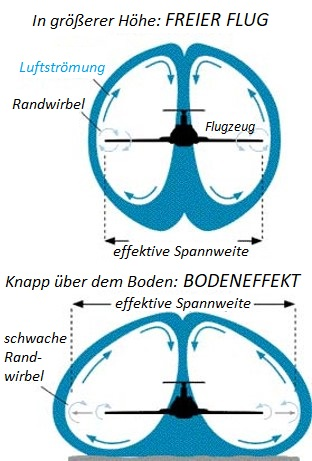 In größerer Höhe: FREIER FLUG
Luftströmung
Randwirbel
Flugzeug
effektive Spannweite
Knapp über dem Boden: BODENEFFEKT
effektive Spannweite
schwache
Rand-
wirbel